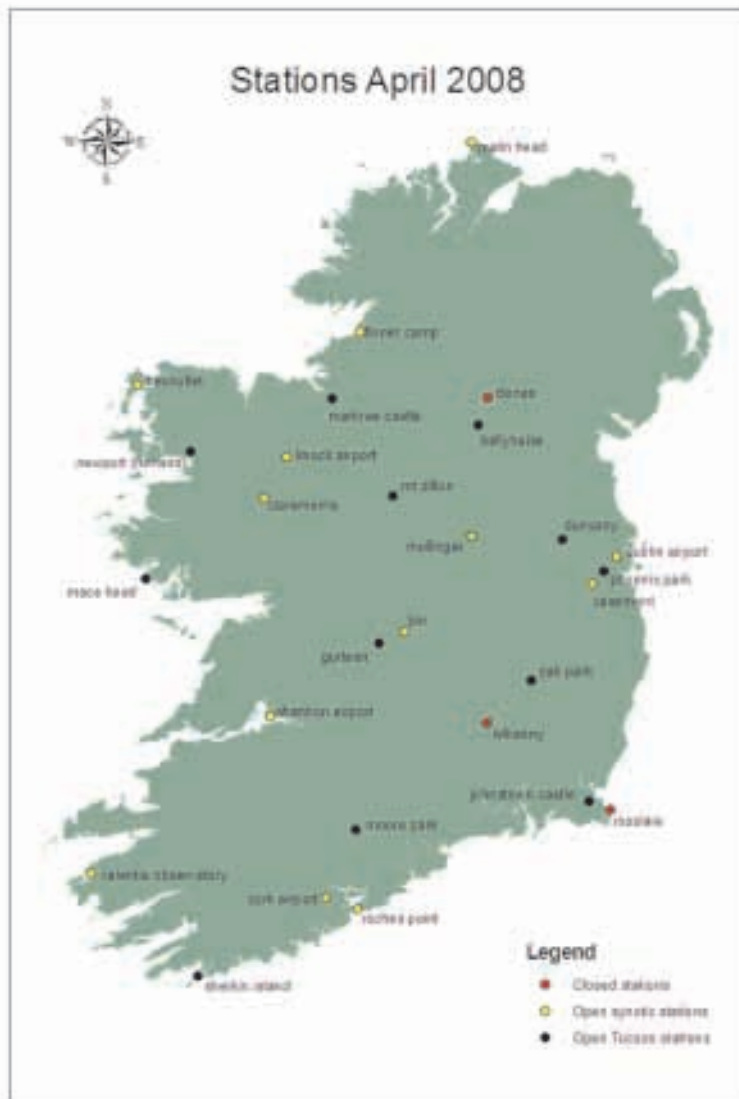 Stations April 2008
N
W E
S
malin head
finner camp
belmullet
clones
markree castle
ballyhaise
knock airport
newport (furnace)
mt dillon
claremorris
dunsany
mullingar
dublin airport
phoenix park
mace head
casement
birr
gurteen
oak park
shannon airport
kilkenny
johnstown castle
rosslare
moore park
valentia observatory
cork airport
roches point
sherkin island
Legend
Closed stations
Open synotic stations
Open Tucson stations